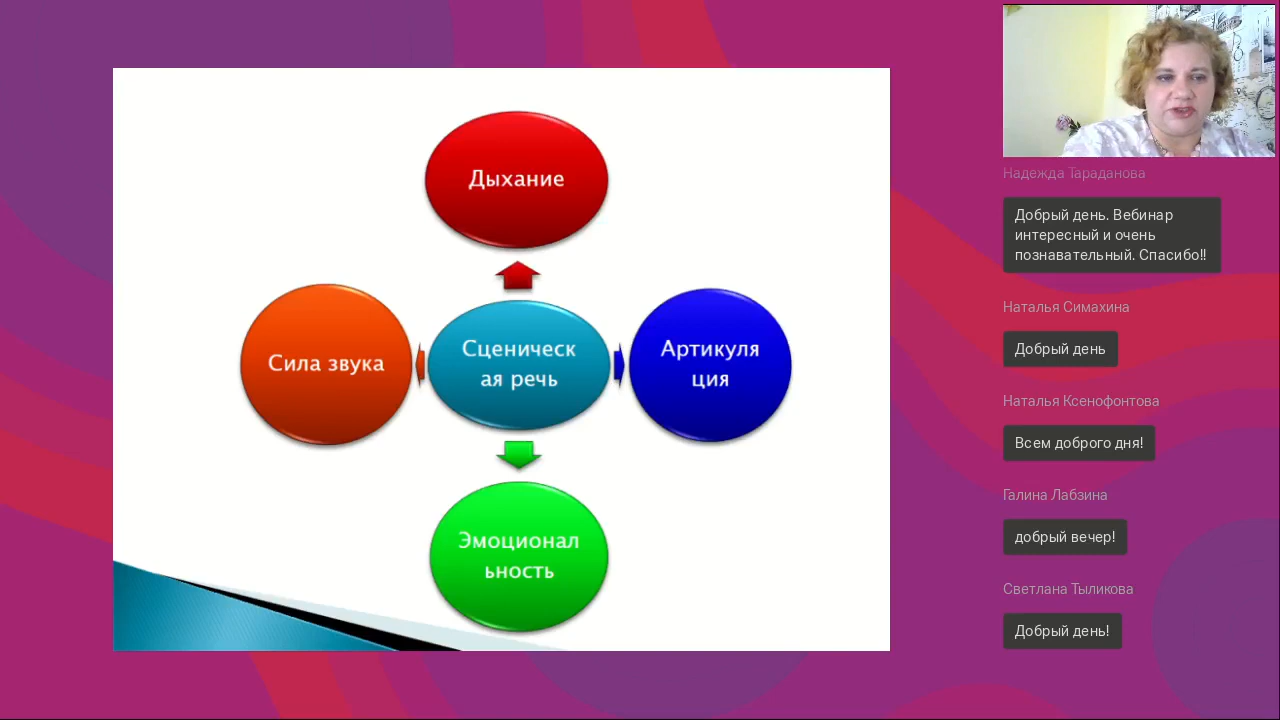 Дыхание
Сила звука
Сценическ
ая речь
Артикуля
ция
Эмоционал
ьность
Надежда Тараданова
Добрый день. Вебинар
интересный и очень
познавательный. Спасибо!!
Наталья Симахина
Добрый день
Наталья Ксенофонтова
Всем доброго дня!
Галина Лабзина
добрый вечер!
Светлана Тыликова
Добрый день!